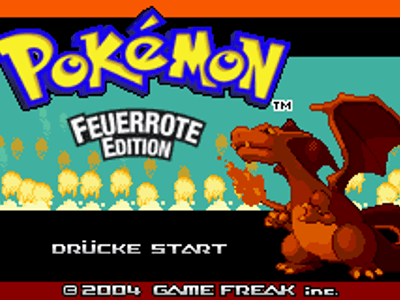 POKéMON
TM
FEUERROTE
EDITION
DRÜCKE START
© 2004 GAME FREAK inc.